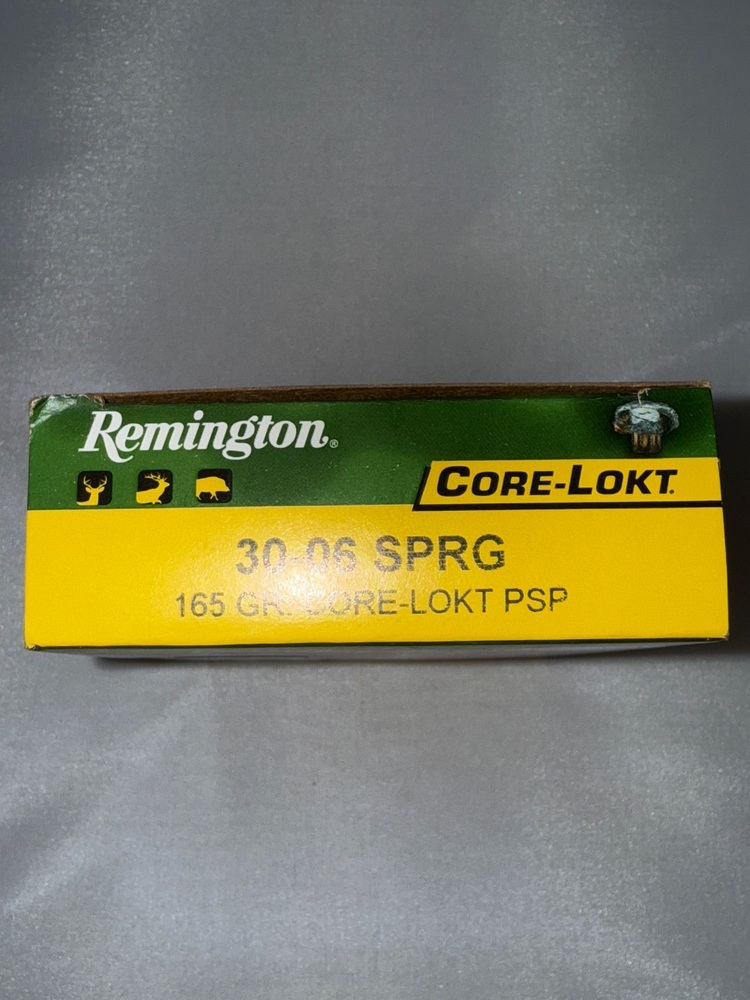 Remington®
CORE-LOKT®
30-06 SPRG
165 GR. CORE-LOKT PSP